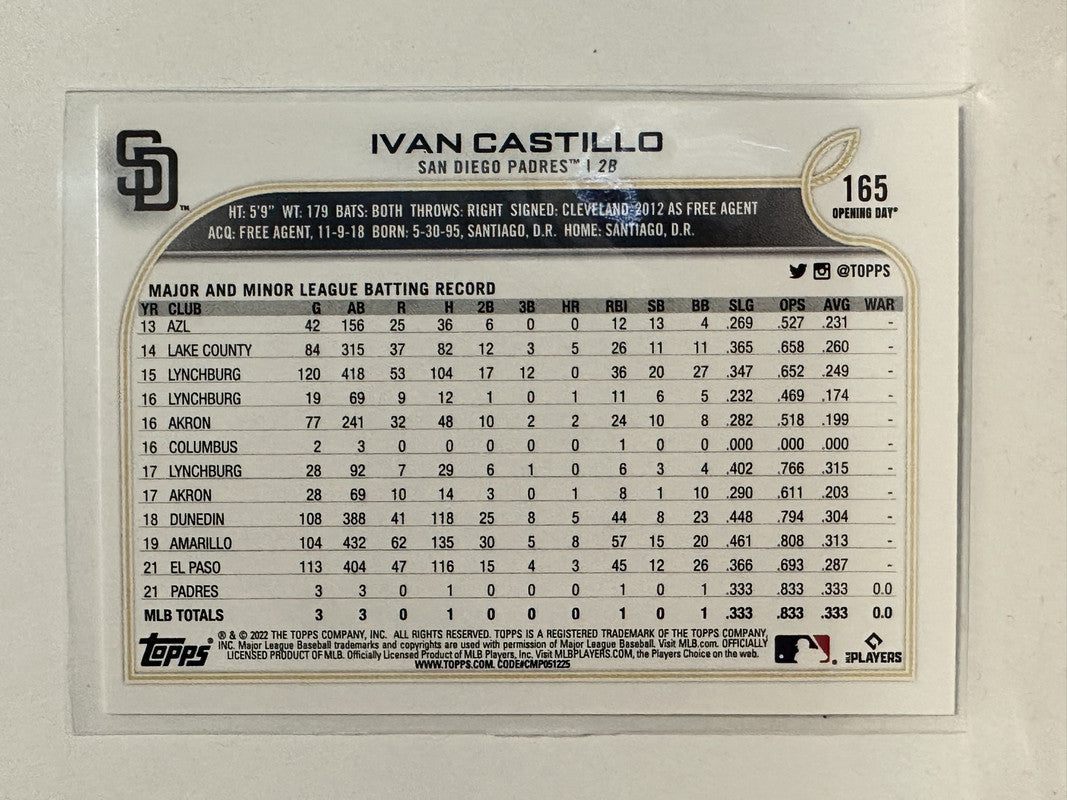 SD™
IVAN CASTILLO
SAN DIEGO PADRES™ | 2B
165
OPENING DAY®
HT: 5'9" WT: 179 BATS: BOTH THROWS: RIGHT SIGNED: CLEVELAND-2012 AS FREE AGENT
ACQ: FREE AGENT, 11-9-18 BORN: 5-30-95, SANTIAGO, D.R. HOME: SANTIAGO, D.R.
@TOPPS
MAJOR AND MINOR LEAGUE BATTING RECORD
YR CLUB G AB R H 2B 3B HR RBI SB BB SLG OPS AVG WAR
13 AZL 42 156 25 36 6 0 0 12 13 4 .269 .527 .231 -
14 LAKE COUNTY 84 315 37 82 12 3 5 26 11 11 .365 .658 .260 -
15 LYNCHBURG 120 418 53 104 17 12 0 36 20 27 .347 .652 .249 -
16 LYNCHBURG 19 69 9 12 1 0 1 11 6 5 .232 .469 .174 -
16 AKRON 77 241 32 48 10 2 2 24 10 8 .282 .518 .199 -
16 COLUMBUS 2 3 0 0 0 0 0 1 0 0 .000 .000 .000 -
17 LYNCHBURG 28 92 7 29 6 1 0 6 3 4 .402 .766 .315 -
17 AKRON 28 69 10 14 3 0 1 8 1 10 .290 .611 .203 -
18 DUNEDIN 108 388 41 118 25 8 5 44 8 23 .448 .794 .304 -
19 AMARILLO 104 432 62 135 30 5 8 57 15 20 .461 .808 .313 -
21 EL PASO 113 404 47 116 15 4 3 45 12 26 .366 .693 .287 -
21 PADRES 3 3 0 1 0 0 0 1 0 1 .333 .833 .333 0.0
MLB TOTALS 3 3 0 1 0 0 0 1 0 1 .333 .833 .333 0.0
Topps®
® & © 2022 THE TOPPS COMPANY, INC. ALL RIGHTS RESERVED. TOPPS IS A REGISTERED TRADEMARK OF THE TOPPS COMPANY,
INC. Major League Baseball trademarks and copyrights are used with permission of Major League Baseball. Visit MLB.com. OFFICIALLY
LICENSED PRODUCT OF MLB. Officially Licensed Product of MLB Players, Inc. Visit MLBPLAYERS.COM, the Players Choice on the web.
WWW.TOPPS.COM. CODE#CMP051225
MLB PLAYERS